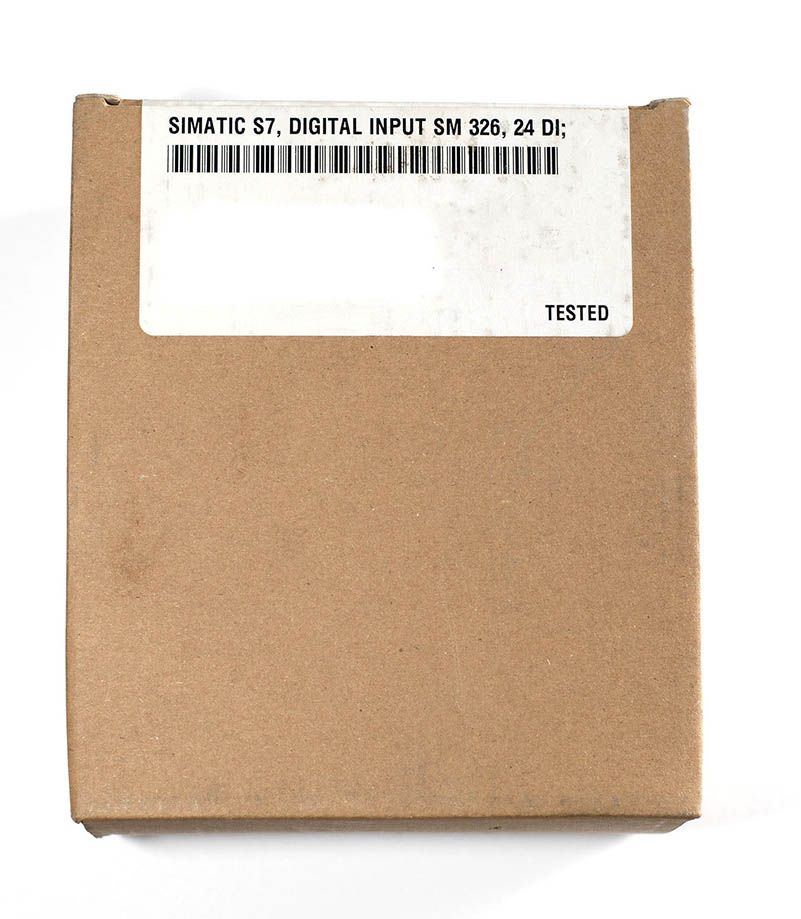 SIMATIC S7, DIGITAL INPUT SM 326, 24 DI;
TESTED